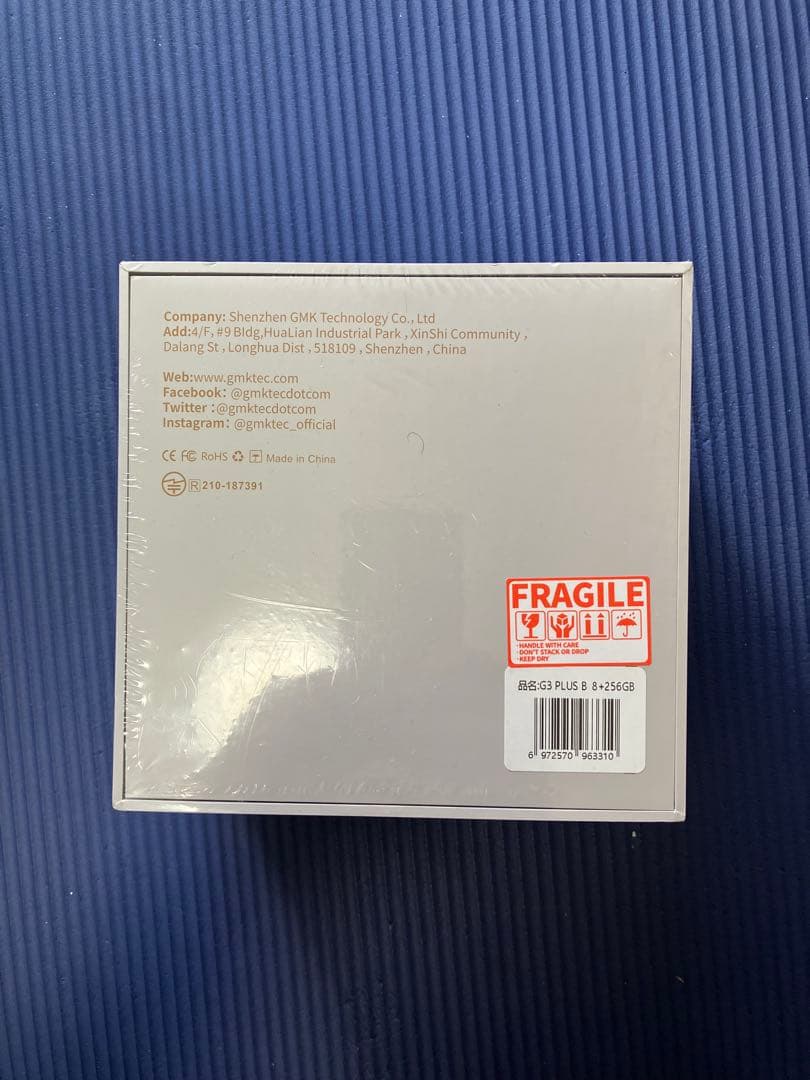 Company: Shenzhen GMK Technology Co., Ltd
Add:4/F, #9 Bldg,HuaLian Industrial Park , XinShi Community ,
Dalang St , Longhua Dist , 518109 , Shenzhen , China
Web:www.gmktec.com
Facebook: @gmktecdotcom
Twitter :@gmktecdotcom
Instagram: @gmktec_official
CE FC RoHS Made in China
R 210-187391
FRAGILE
·HANDLE WITH CARE
·DON'T STACK OR DROP
·KEEP DRY
品名:G3 PLUS B 8+256GB
6 972570 963310